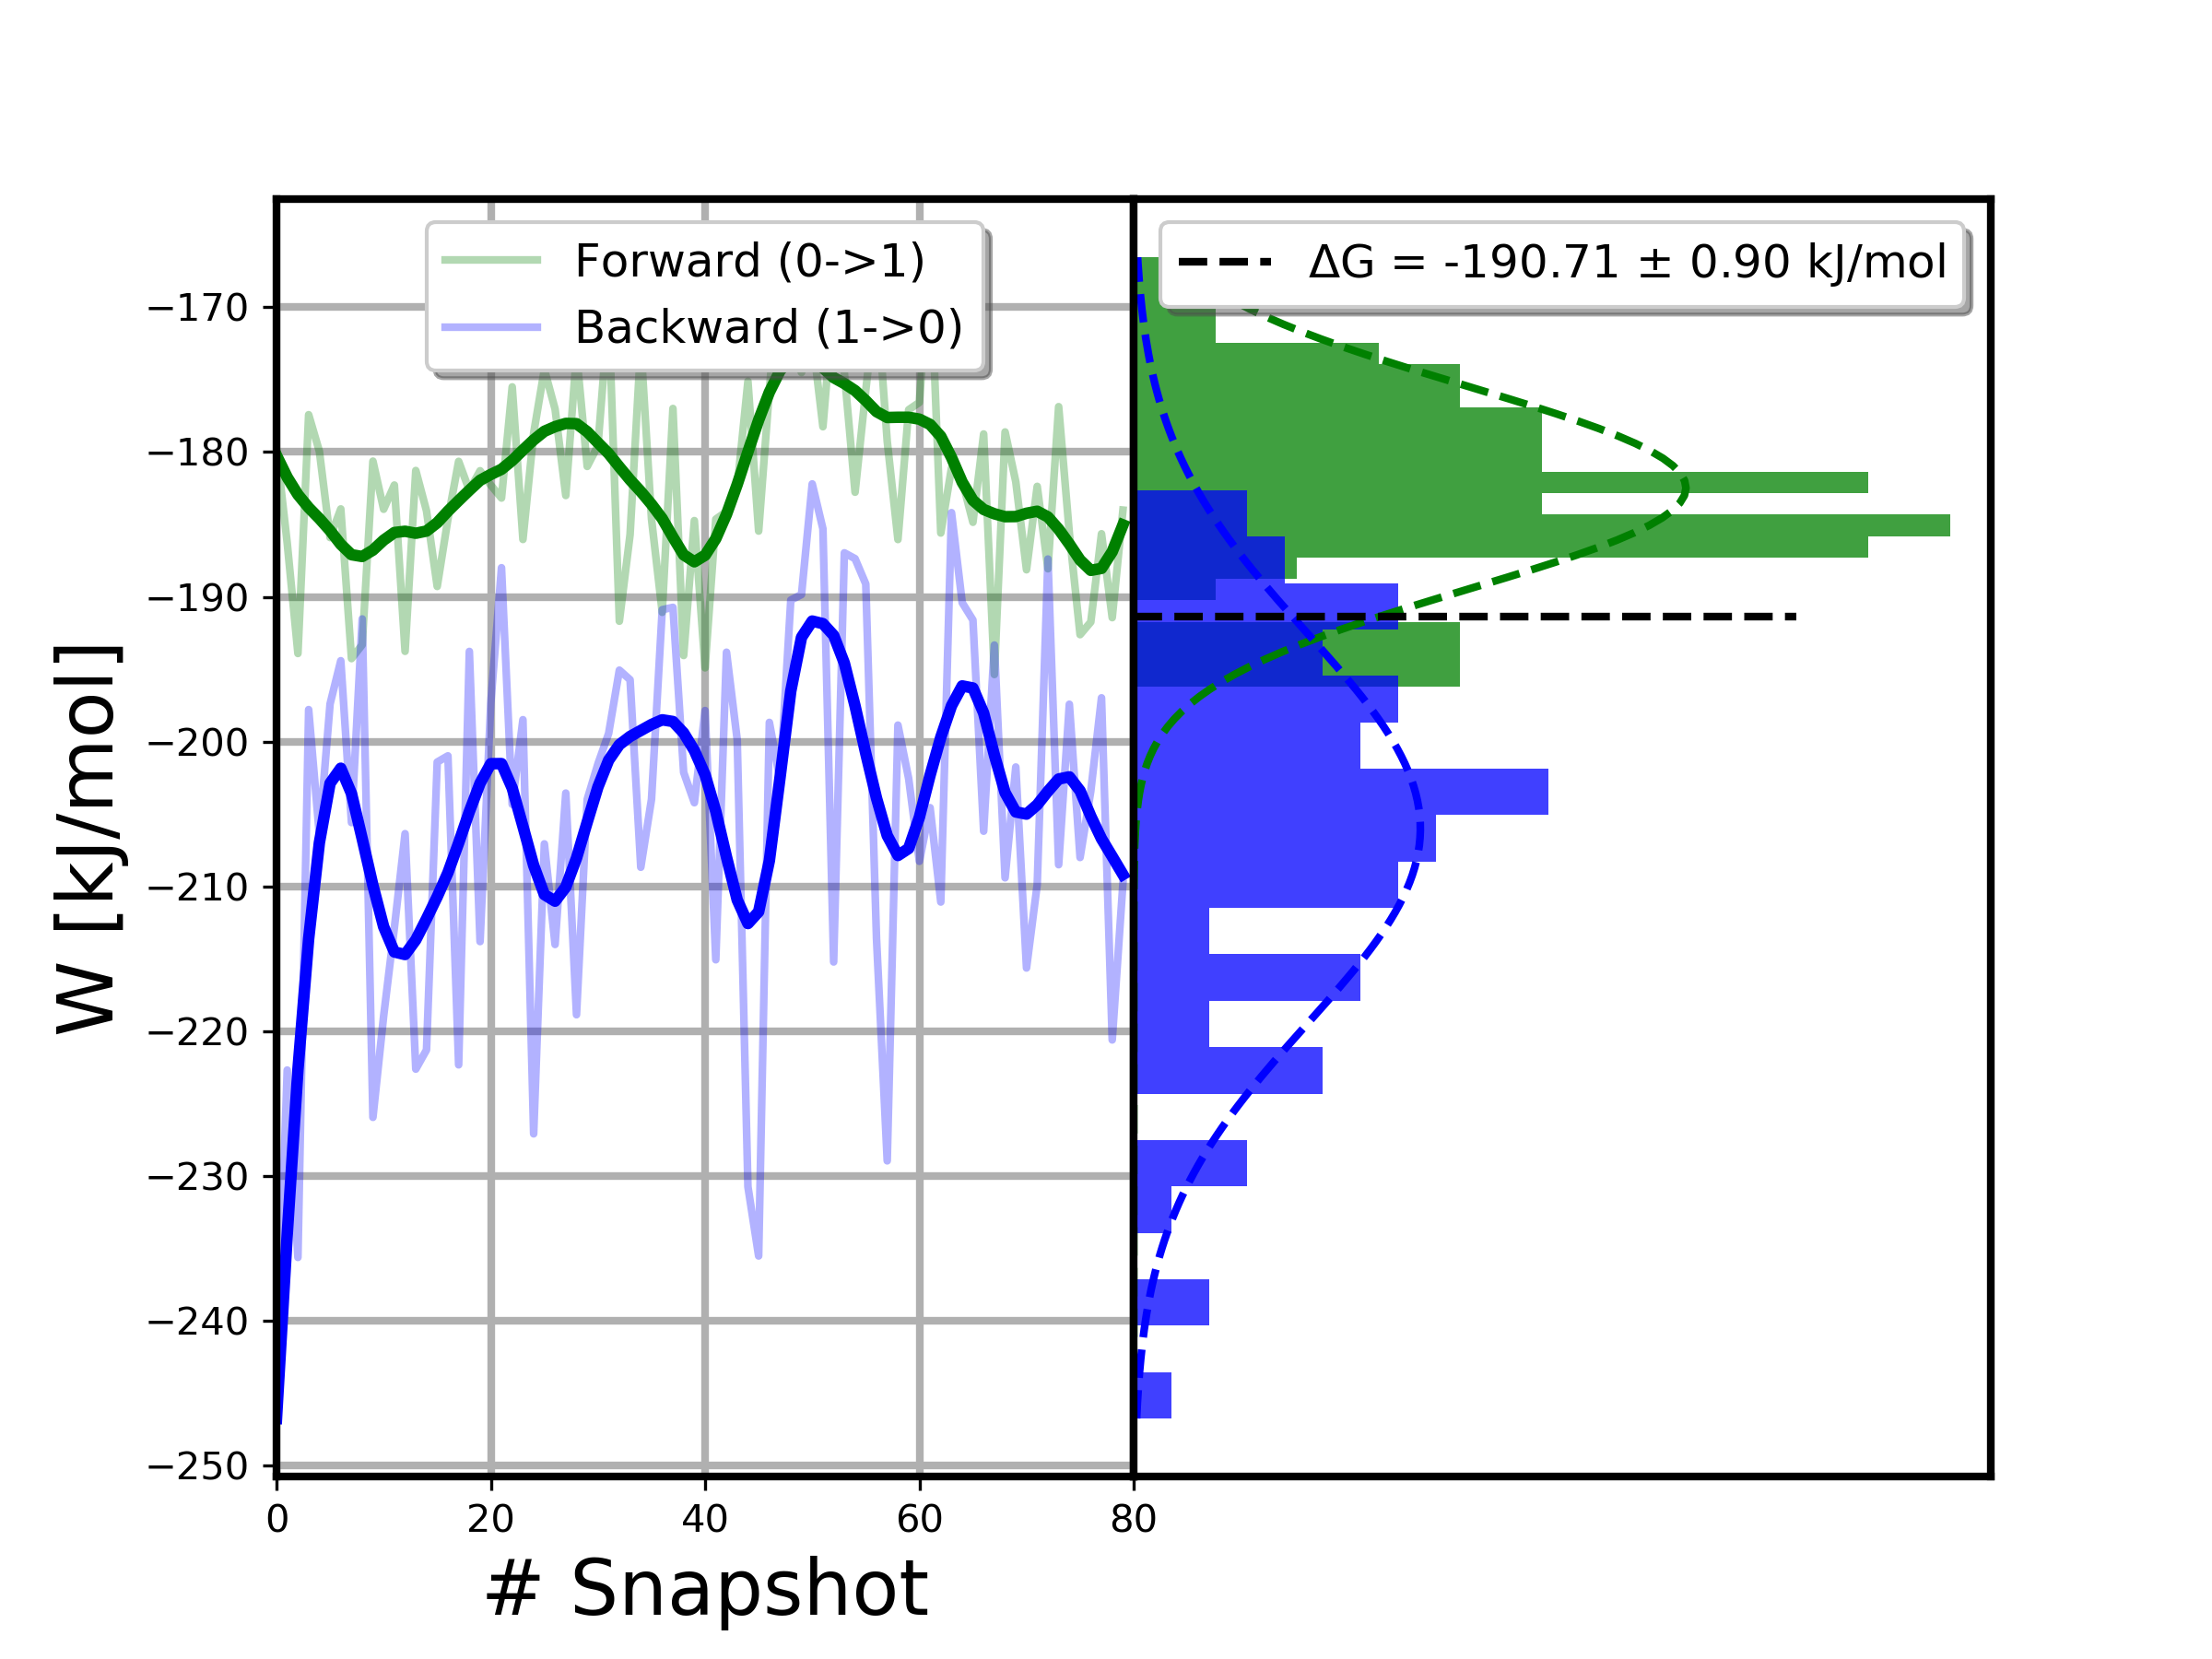 Forward (0->1)
Backward (1->0)
ΔG = -190.71 ± 0.90 kJ/mol
W [kJ/mol]
−170
−180
−190
−200
−210
−220
−230
−240
−250
0 20 40 60 80
# Snapshot